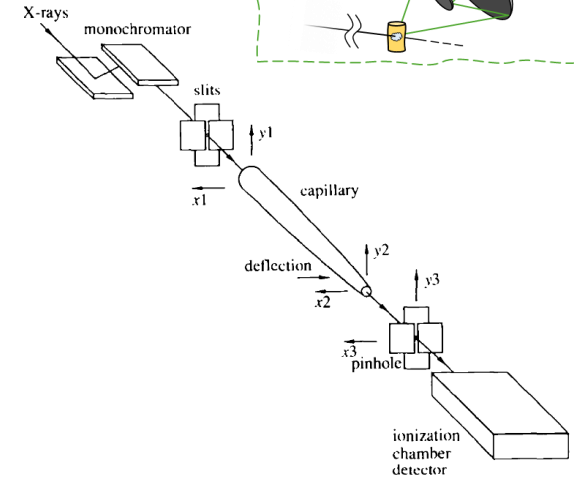 X-rays
monochromator
slits
y1
x1
capillary
deflection
y2
x2
y3
x3
pinhole
ionization
chamber
detector